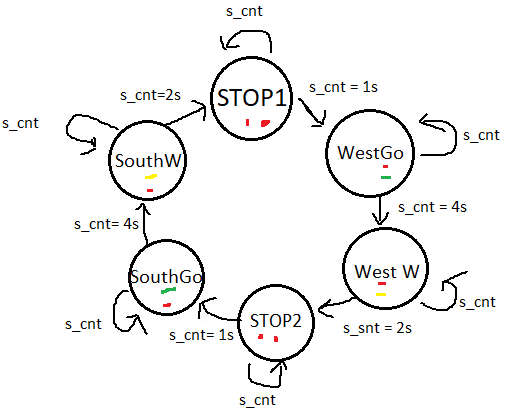 s_cnt
STOP1
s_cnt = 1s
s_cnt=2s
s_cnt
SouthW
WestGo
s_cnt
s_cnt= 4s
s_cnt = 4s
SouthGo
West W
s_cnt
s_cnt
s_cnt= 1s
STOP2
s_snt = 2s
s_cnt